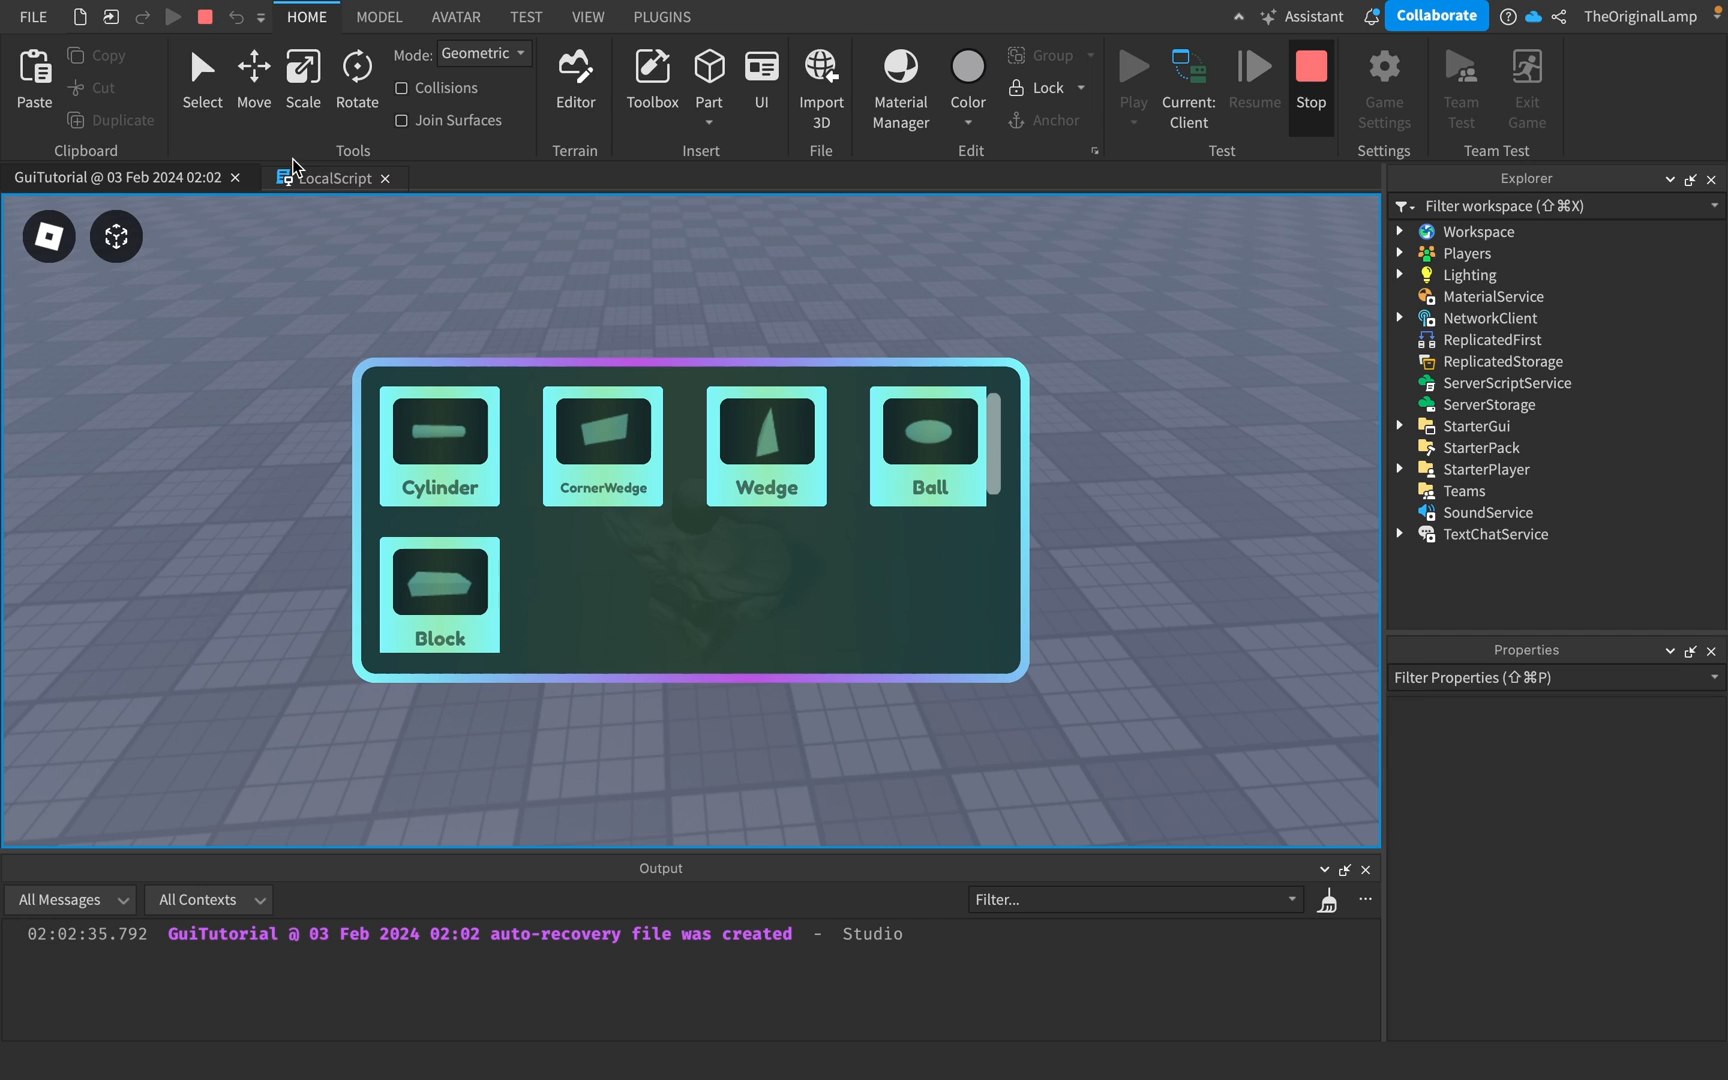 FILE HOME MODEL AVATAR TEST VIEW PLUGINS Assistant Collaborate TheOriginalLamp
Paste Copy Cut Duplicate
Clipboard
Select Move Scale Rotate
Mode: Geometric
Collisions
Join Surfaces
Tools
Editor
Terrain
Toolbox Part UI
Insert
Import 3D
File
Material Manager Color Group Lock Anchor
Edit
Play Current: Client Resume Stop
Test
Game Settings
Settings
Team Test Exit Game
Team Test
GuiTutorial @ 03 Feb 2024 02:02 LocalScript
Cylinder CornerWedge Wedge Ball
Block
Explorer
Filter workspace (⇧⌘X)
Workspace
Players
Lighting
MaterialService
NetworkClient
ReplicatedFirst
ReplicatedStorage
ServerScriptService
ServerStorage
StarterGui
StarterPack
StarterPlayer
Teams
SoundService
TextChatService
Properties
Filter Properties (⇧⌘P)
Output
All Messages All Contexts Filter...
02:02:35.792 GuiTutorial @ 03 Feb 2024 02:02 auto-recovery file was created - Studio